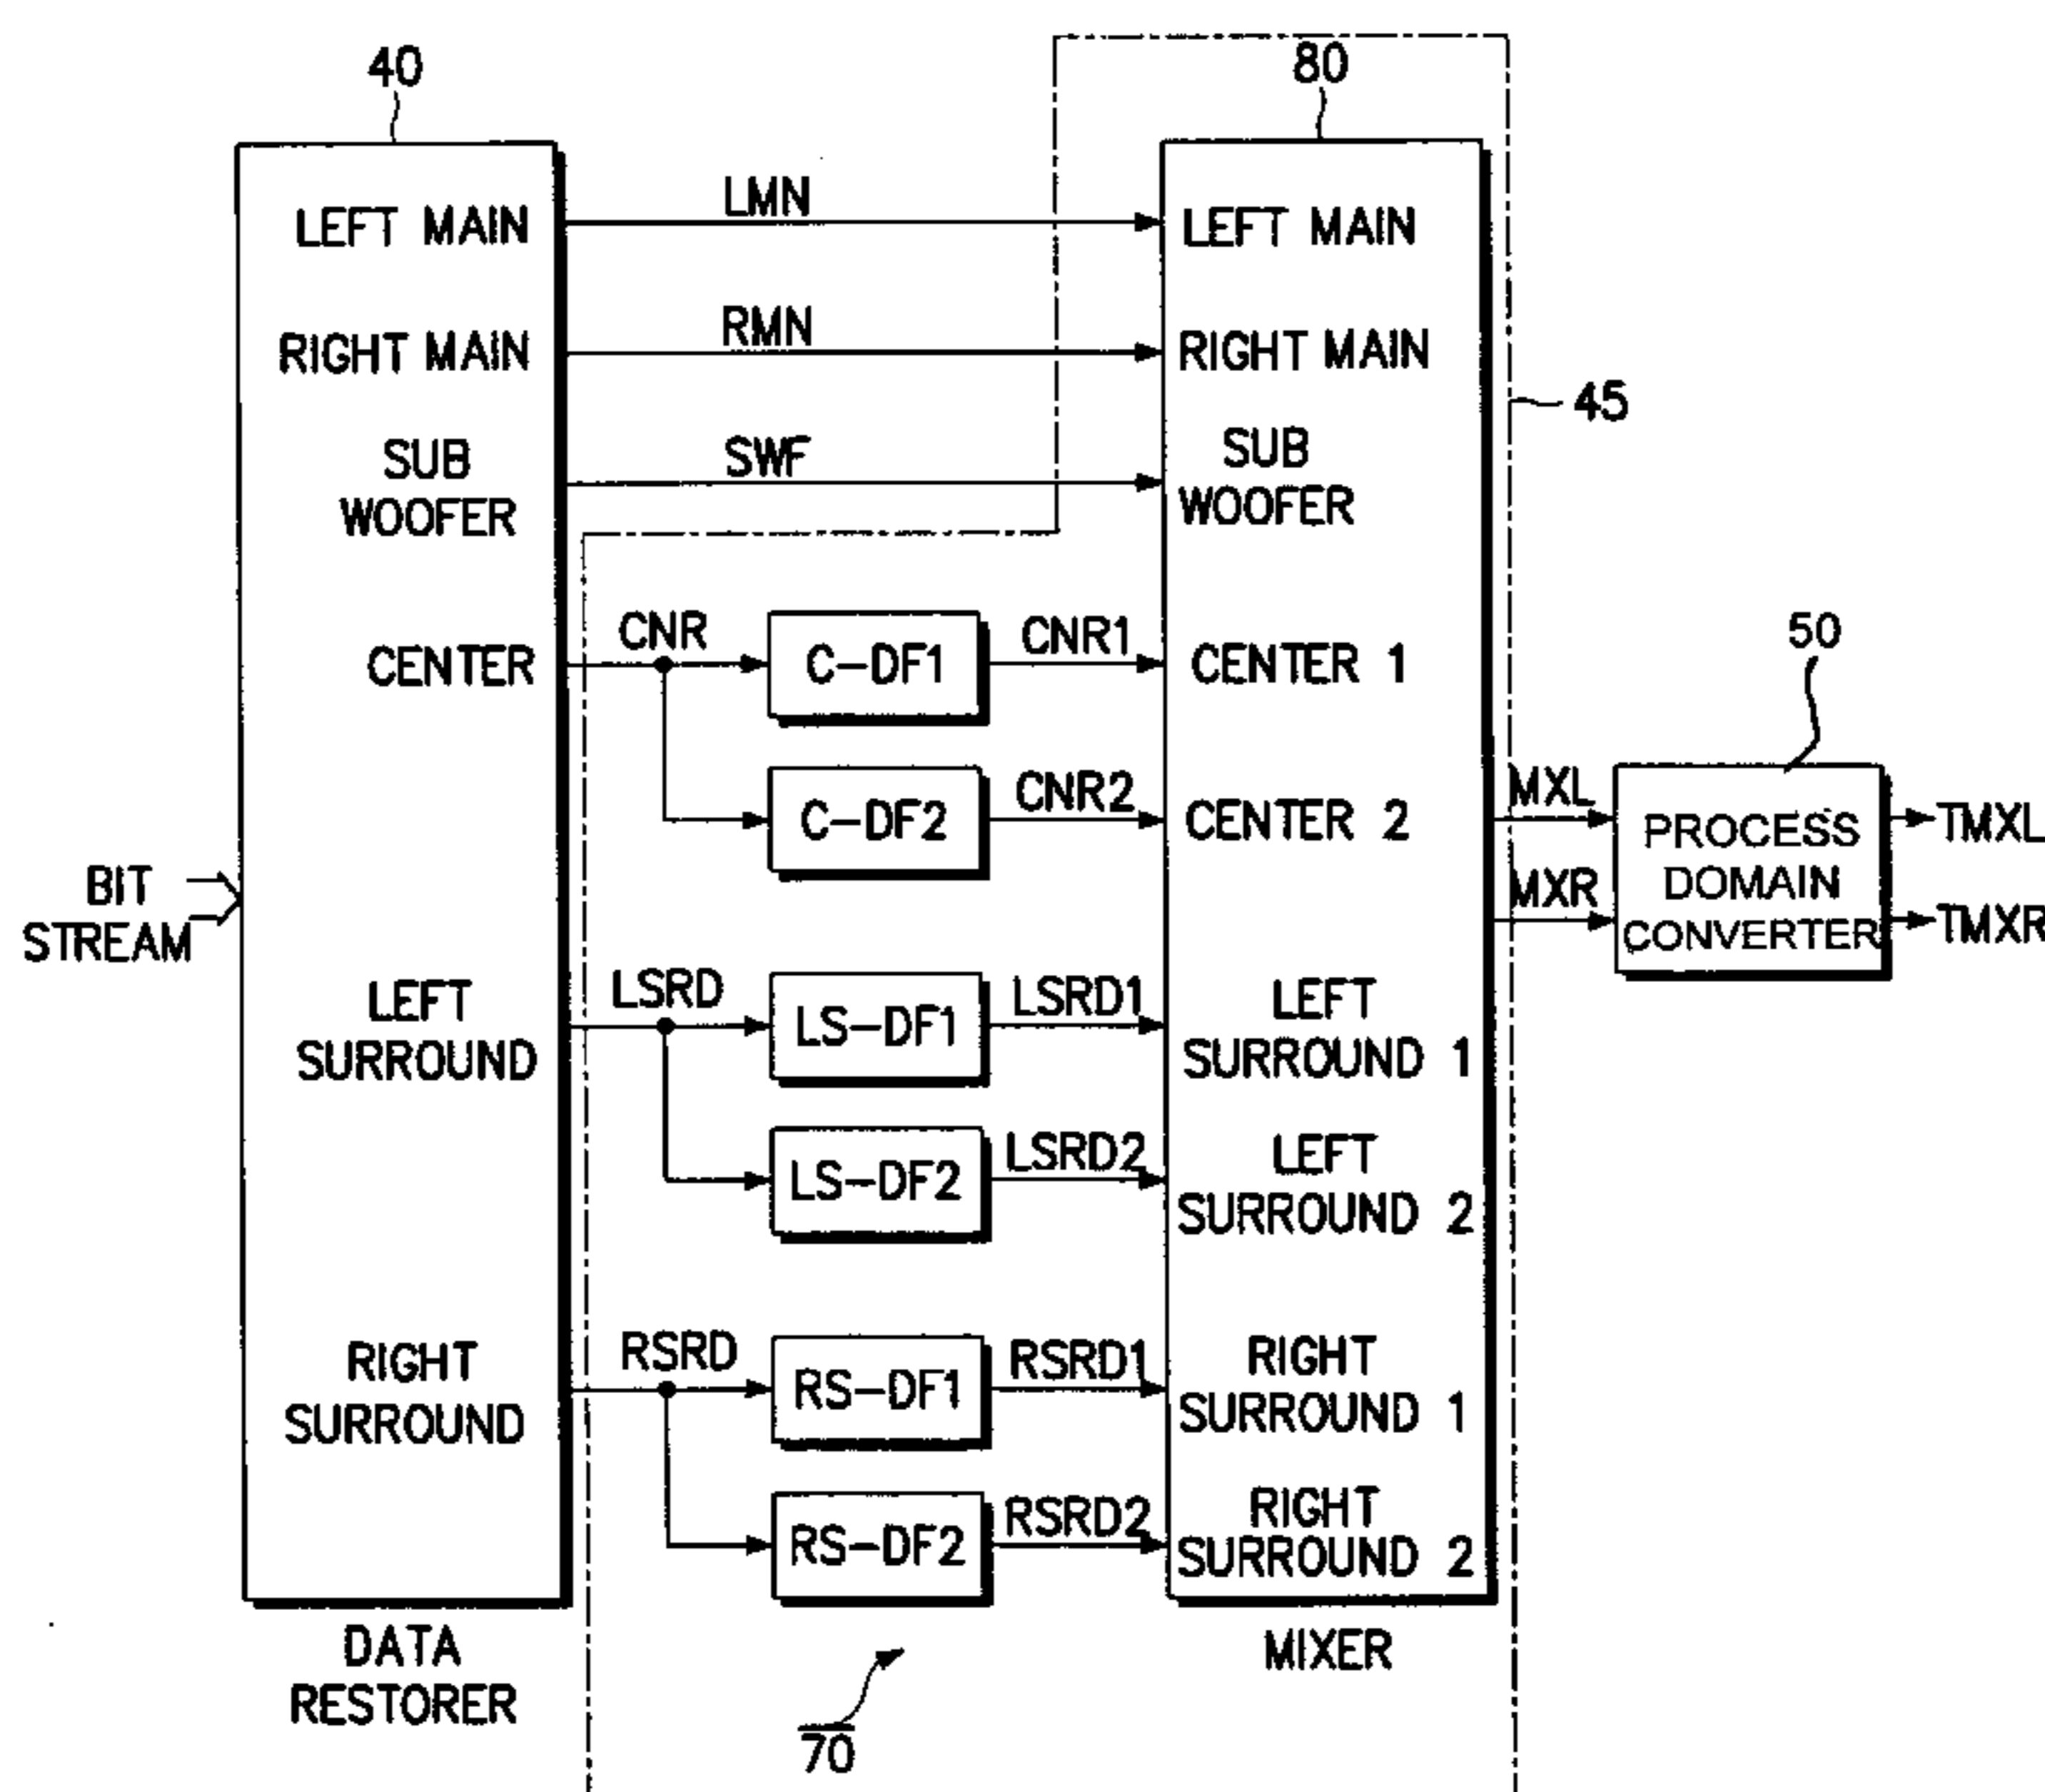 40
80
LEFT MAIN
LMN
LEFT MAIN
RIGHT MAIN
RMN
RIGHT MAIN
45
SUB
WOOFER
SWF
SUB
WOOFER
CENTER
CNR
C-DF1
CNR1
CENTER 1
50
C-DF2
CNR2
CENTER 2
MXL
MXR
PROCESS
DOMAIN
CONVERTER
TMXL
TMXR
BIT
STREAM
LEFT
SURROUND
LSRD
LS-DF1
LSRD1
LEFT
SURROUND 1
LS-DF2
LSRD2
LEFT
SURROUND 2
RIGHT
SURROUND
RSRD
RS-DF1
RSRD1
RIGHT
SURROUND 1
RS-DF2
RSRD2
RIGHT
SURROUND 2
DATA
RESTORER
MIXER
70